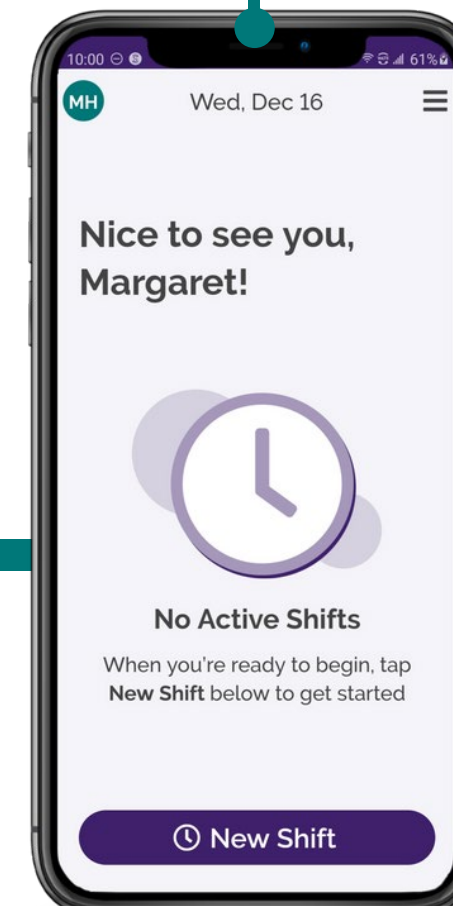 10:00
61%
MH
Wed, Dec 16
Nice to see you,
Margaret!
No Active Shifts
When you're ready to begin, tap
New Shift below to get started
New Shift